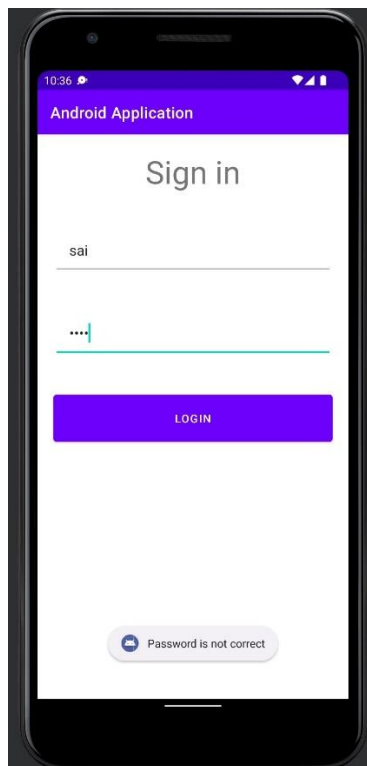 10:36
Android Application
Sign in
sai
••••
LOGIN
Password is not correct